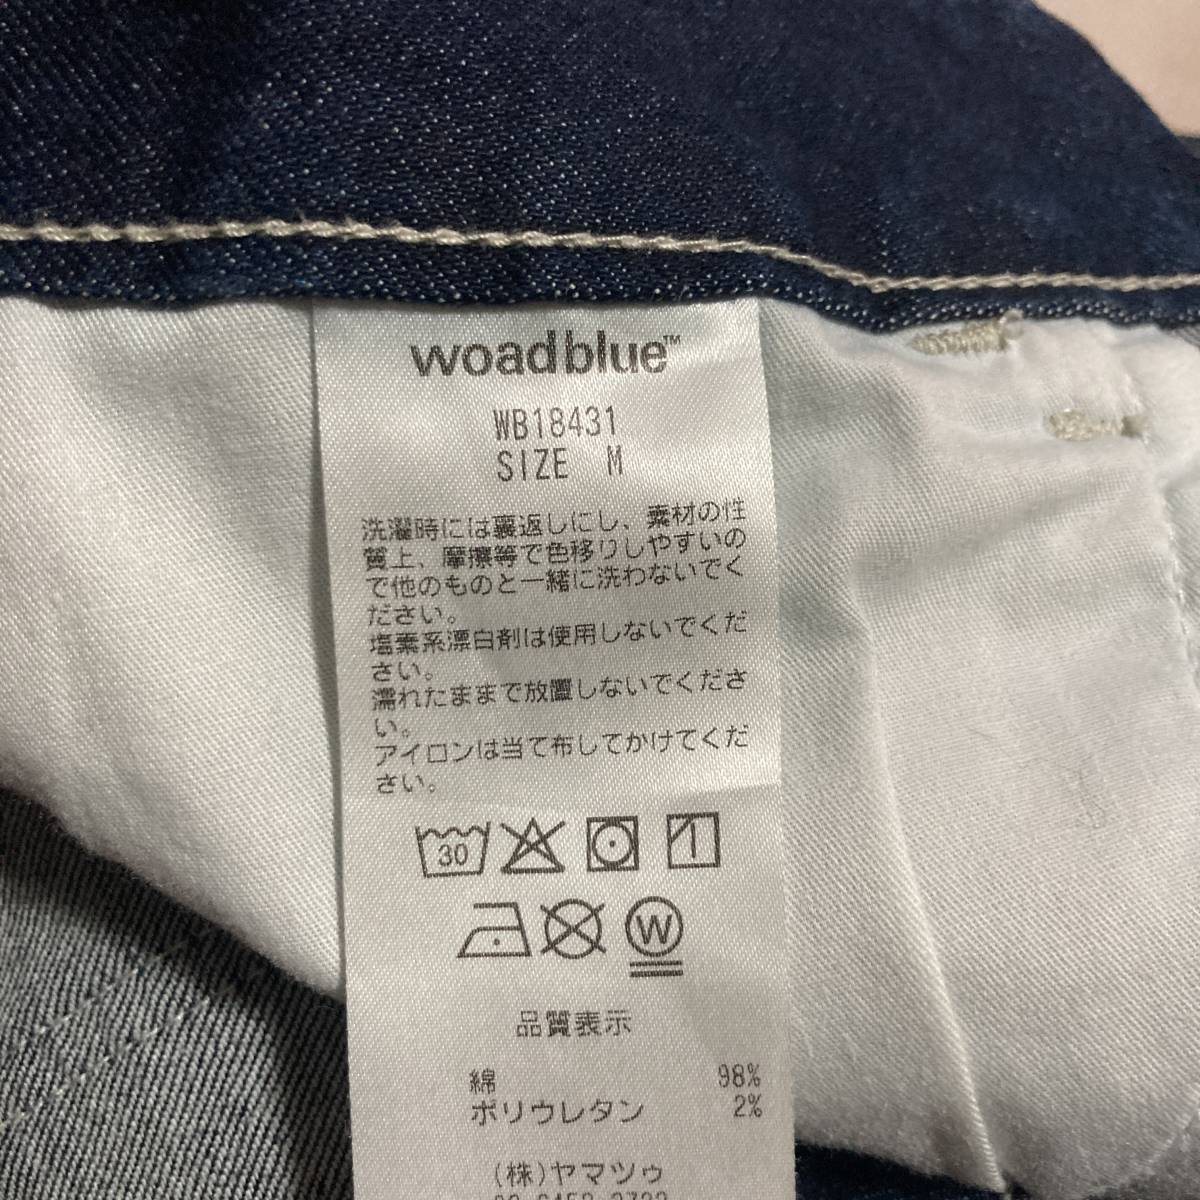 woadblue™
WB18431
SIZE M
洗濯時には裏返しにし、素材の性
質上、摩擦等で色移りしやすいの
で他のものと一緒に洗わないでく
ださい。
塩素系漂白剤は使用しないでくだ
さい。
濡れたままで放置しないでくださ
い。
アイロンは当て布してかけてくだ
さい。
30
W
品質表示
綿 98%
ポリウレタン 2%
(株)ヤマツゥ